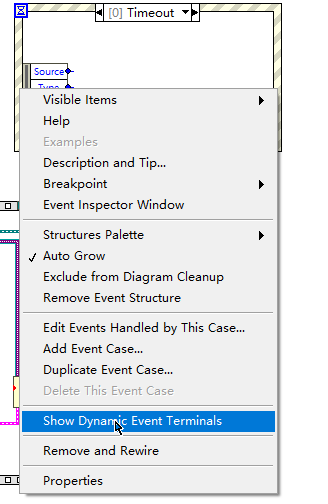 [0] Timeout
Source
Type
Visible Items
Help
Examples
Description and Tip...
Breakpoint
Event Inspector Window
Structures Palette
Auto Grow
Exclude from Diagram Cleanup
Remove Event Structure
Edit Events Handled by This Case...
Add Event Case...
Duplicate Event Case...
Delete This Event Case
Show Dynamic Event Terminals
Remove and Rewire
Properties